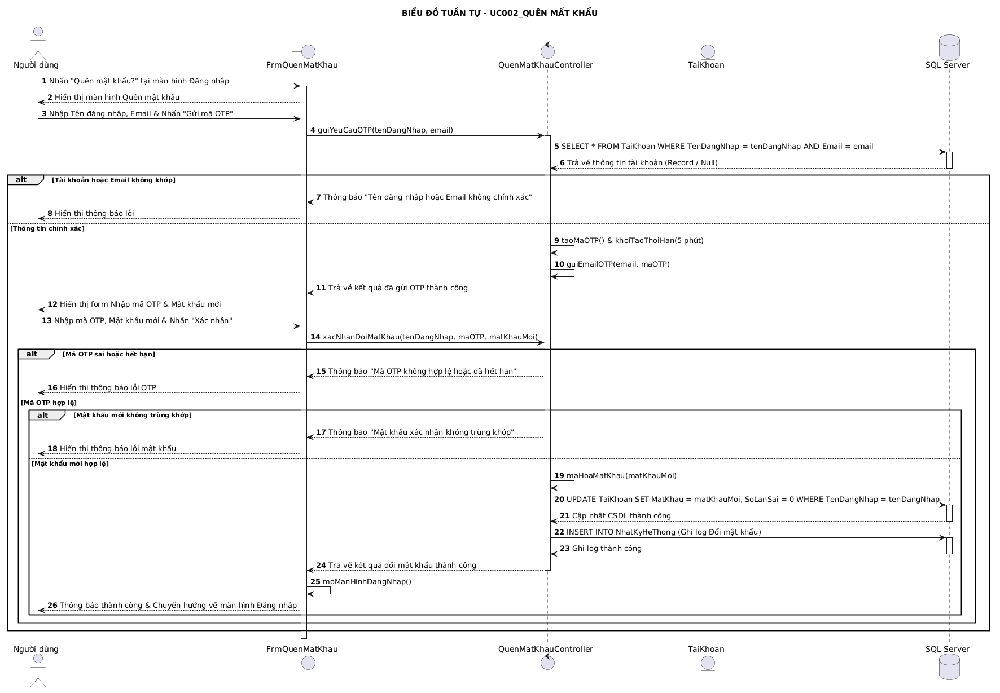 BIỂU ĐỒ TUẦN TỰ - UC002_QUÊN MẤT KHẨU
Người dùng
FrmQuenMatKhau
QuenMatKhauController
TaiKhoan
SQL Server
1 Nhấn "Quên mật khẩu?" tại màn hình Đăng nhập
2 Hiển thị màn hình Quên mật khẩu
3 Nhập Tên đăng nhập, Email & Nhấn "Gửi mã OTP"
4 guiYeuCauOTP(tenDangNhap, email)
5 SELECT * FROM TaiKhoan WHERE TenDangNhap = tenDangNhap AND Email = email
6 Trả về thông tin tài khoản (Record / Null)
alt [Tài khoản hoặc Email không khớp]
7 Thông báo "Tên đăng nhập hoặc Email không chính xác"
8 Hiển thị thông báo lỗi
[Thông tin chính xác]
9 taoMaOTP() & khoiTaoThoiHan(5 phút)
10 guiEmailOTP(email, maOTP)
11 Trả về kết quả đã gửi OTP thành công
12 Hiển thị form Nhập mã OTP & Mật khẩu mới
13 Nhập mã OTP, Mật khẩu mới & Nhấn "Xác nhận"
14 xacNhanDoiMatKhau(tenDangNhap, maOTP, matKhauMoi)
alt [Mã OTP sai hoặc hết hạn]
15 Thông báo "Mã OTP không hợp lệ hoặc đã hết hạn"
16 Hiển thị thông báo lỗi OTP
[Mã OTP hợp lệ]
alt [Mật khẩu mới không trùng khớp]
17 Thông báo "Mật khẩu xác nhận không trùng khớp"
18 Hiển thị thông báo lỗi mật khẩu
[Mật khẩu mới hợp lệ]
19 maHoaMatKhau(matKhauMoi)
20 UPDATE TaiKhoan SET MatKhau = matKhauMoi, SoLanSai = 0 WHERE TenDangNhap = tenDangNhap
21 Cập nhật CSDL thành công
22 INSERT INTO NhatKyHeThong (Ghi log Đổi mật khẩu)
23 Ghi log thành công
24 Trả về kết quả đổi mật khẩu thành công
25 moManHinhDangNhap()
26 Thông báo thành công & Chuyển hướng về màn hình Đăng nhập
Người dùng
FrmQuenMatKhau
QuenMatKhauController
TaiKhoan
SQL Server